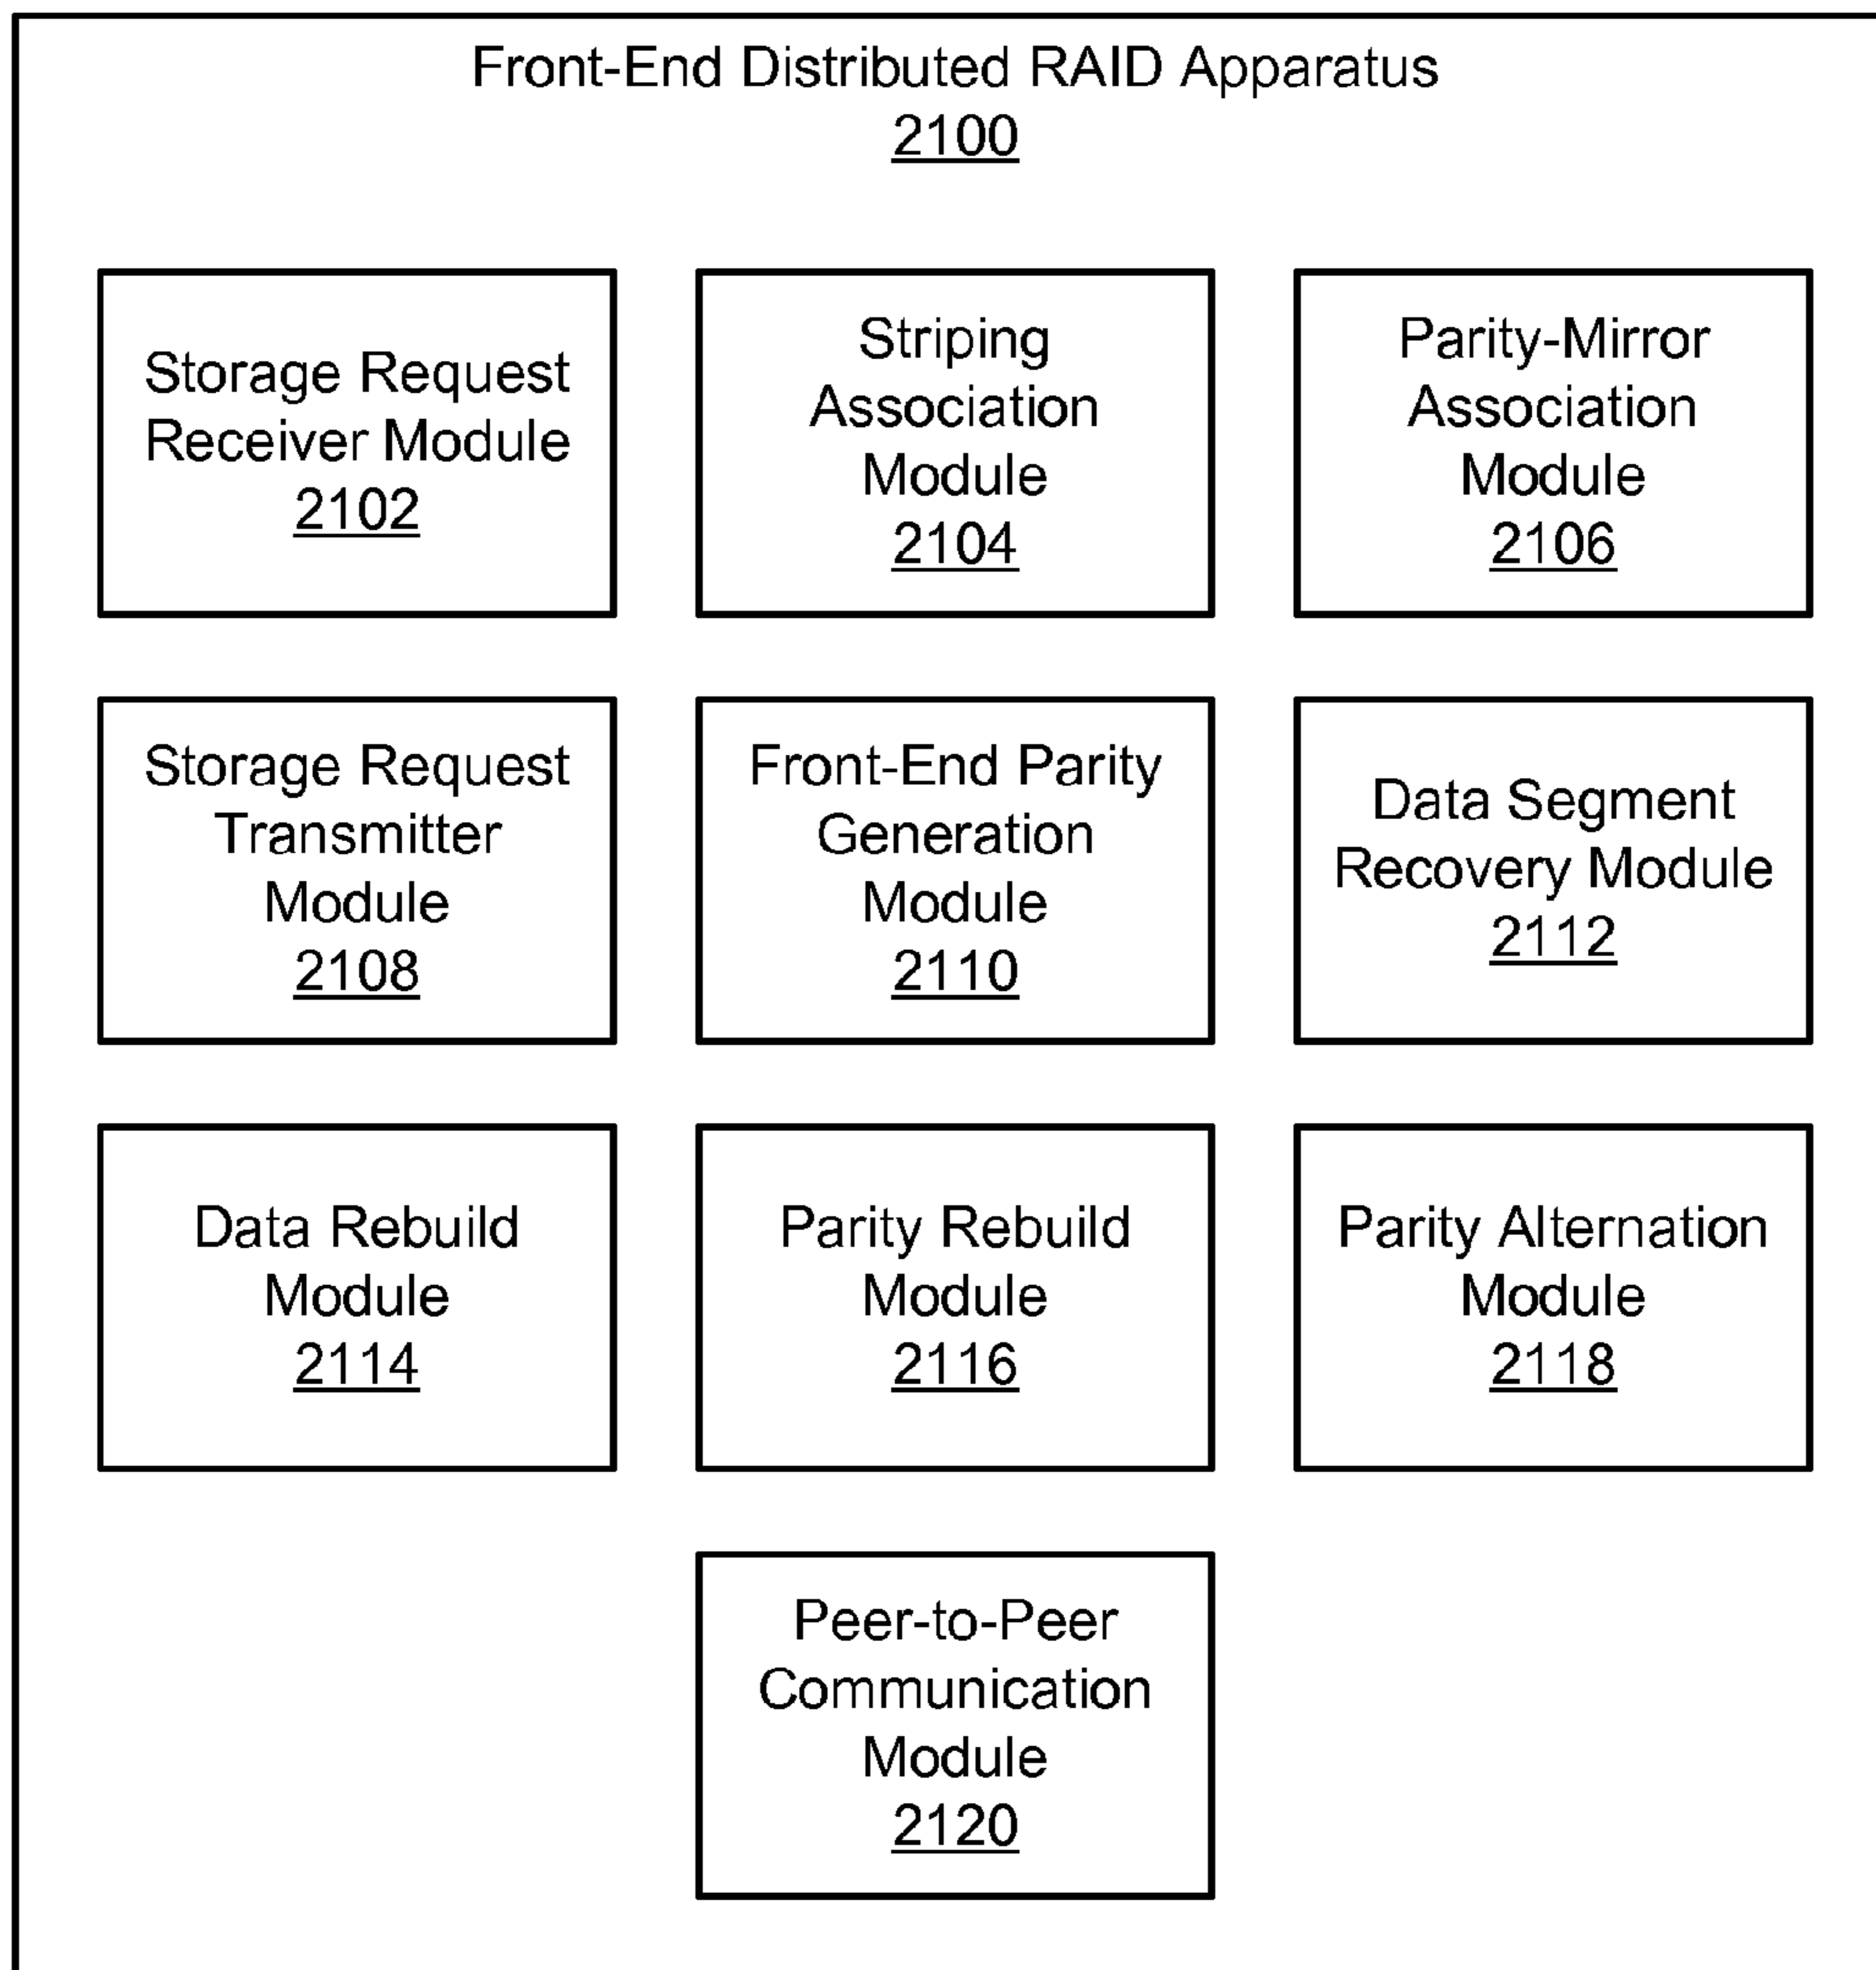 Front-End Distributed RAID Apparatus
2100
Storage Request
Receiver Module
2102
Striping
Association
Module
2104
Parity-Mirror
Association
Module
2106
Storage Request
Transmitter
Module
2108
Front-End Parity
Generation
Module
2110
Data Segment
Recovery Module
2112
Data Rebuild
Module
2114
Parity Rebuild
Module
2116
Parity Alternation
Module
2118
Peer-to-Peer
Communication
Module
2120